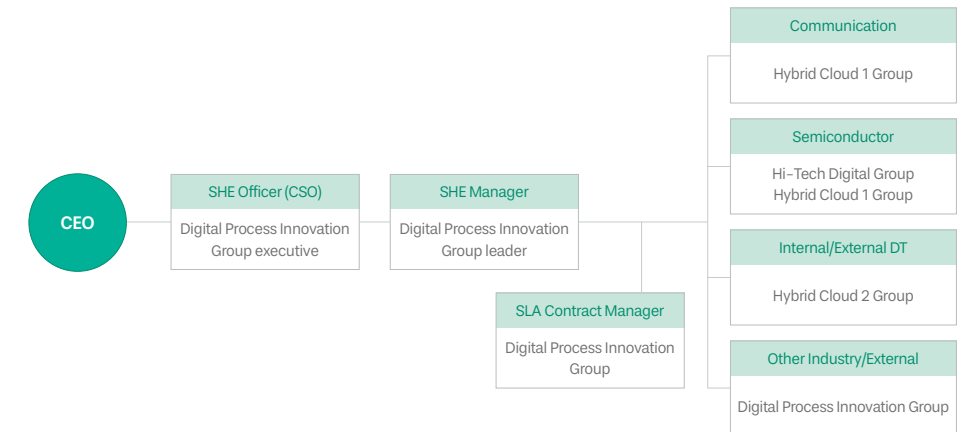 CEO
SHE Officer (CSO)
Digital Process Innovation
Group executive
SHE Manager
Digital Process Innovation
Group leader
SLA Contract Manager
Digital Process Innovation
Group
Communication
Hybrid Cloud 1 Group
Semiconductor
Hi-Tech Digital Group
Hybrid Cloud 1 Group
Internal/External DT
Hybrid Cloud 2 Group
Other Industry/External
Digital Process Innovation Group